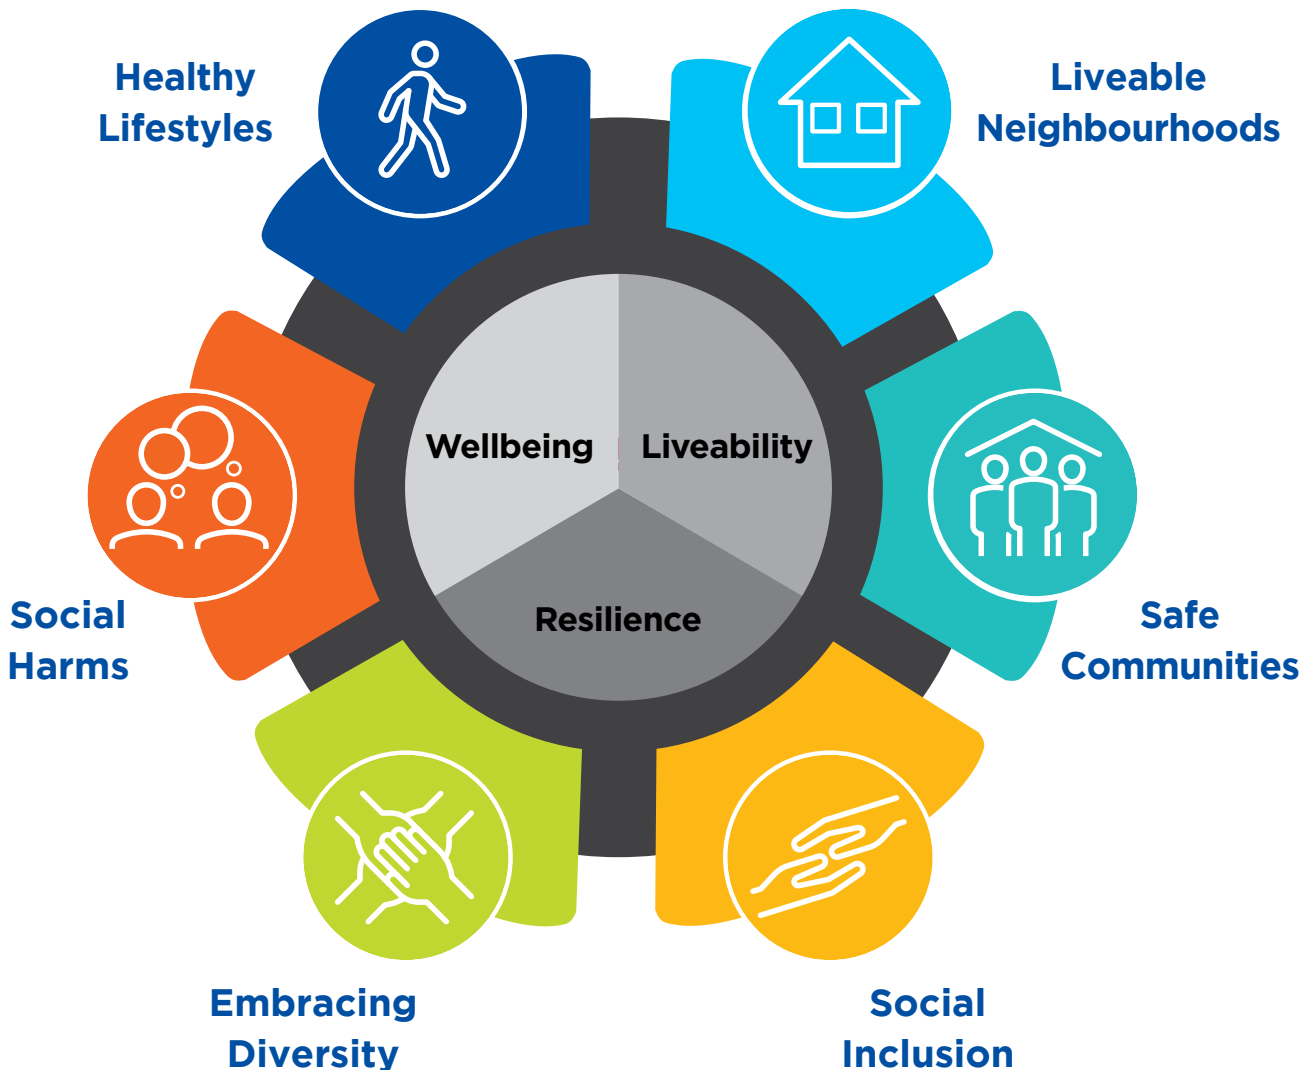 Healthy
Lifestyles
Liveable
Neighbourhoods
Wellbeing
Liveability
Resilience
Social
Harms
Safe
Communities
Embracing
Diversity
Social
Inclusion